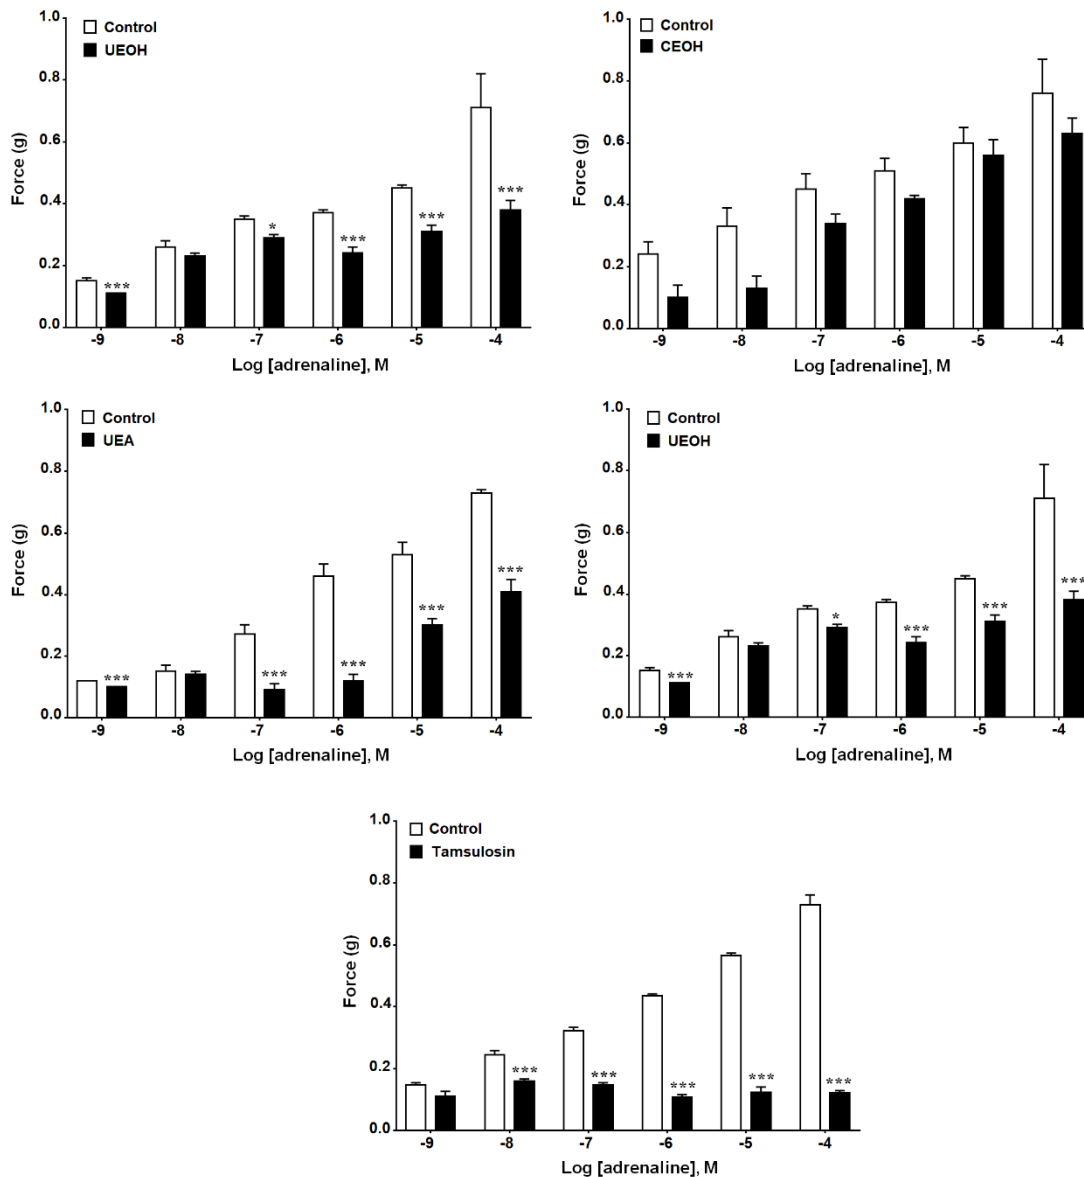 Control
UEOH
1.0
0.8
0.6
0.4
0.2
0.0
Force (g)
***
*
***
***
***
-9 -8 -7 -6 -5 -4
Log [adrenaline], M
Control
CEOH
1.0
0.8
0.6
0.4
0.2
0.0
Force (g)
-9 -8 -7 -6 -5 -4
Log [adrenaline], M
Control
UEA
1.0
0.8
0.6
0.4
0.2
0.0
Force (g)
***
***
***
***
***
-9 -8 -7 -6 -5 -4
Log [adrenaline], M
Control
UEOH
1.0
0.8
0.6
0.4
0.2
0.0
Force (g)
***
*
***
***
***
-9 -8 -7 -6 -5 -4
Log [adrenaline], M
Control
Tamsulosin
1.0
0.8
0.6
0.4
0.2
0.0
Force (g)
***
***
***
***
***
-9 -8 -7 -6 -5 -4
Log [adrenaline], M